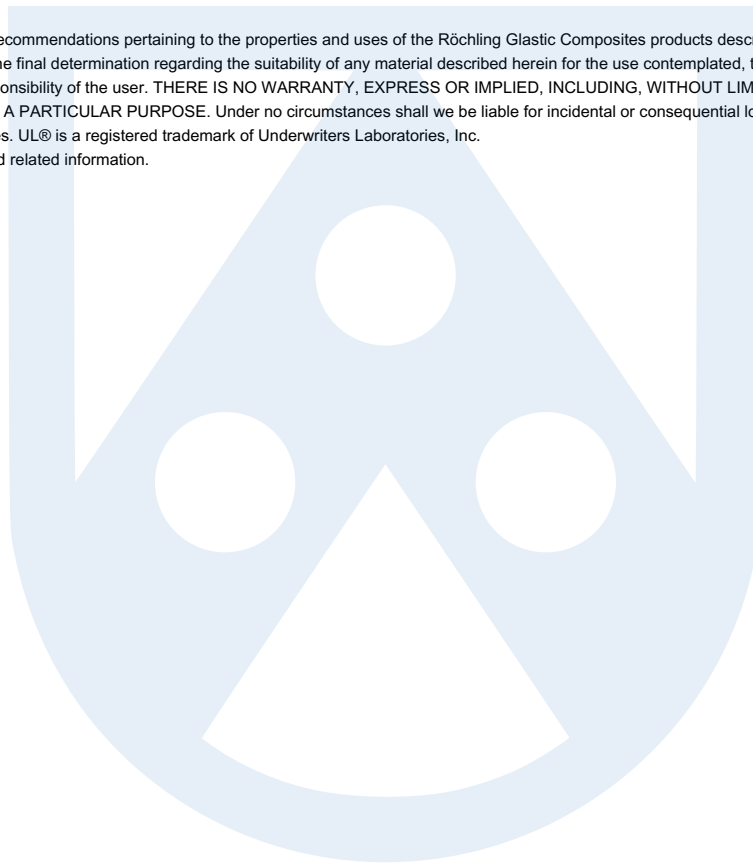 ecommendations pertaining to the properties and uses of the Röchling Glastic Composites products descr
e final determination regarding the suitability of any material described herein for the use contemplated, t
onsibility of the user. THERE IS NO WARRANTY, EXPRESS OR IMPLIED, INCLUDING, WITHOUT LIM
A PARTICULAR PURPOSE. Under no circumstances shall we be liable for incidental or consequential lo
s. UL® is a registered trademark of Underwriters Laboratories, Inc.
d related information.